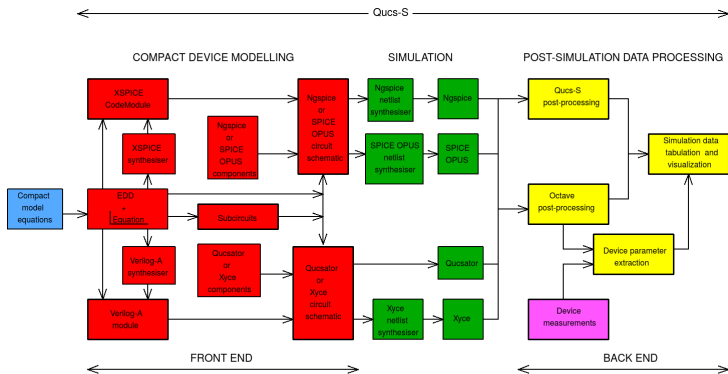 Qucs-S
COMPACT DEVICE MODELLING
SIMULATION
POST-SIMULATION DATA PROCESSING
XSPICE
CodeModule
XSPICE
synthesiser
Ngspice
or
SPICE
OPUS
components
Ngspice
or
SPICE
OPUS
circuit
schematic
Ngspice
netlist
synthesiser
Ngspice
SPICE OPUS
netlist
synthesiser
SPICE
OPUS
Qucs-S
post-processing
Simulation data
tabulation and
visualization
Compact
model
equations
EDD
+
Equation
Subcircuits
Octave
post-processing
Verilog-A
synthesiser
Qucsator
or
Xyce
components
Qucsator
or
Xyce
circuit
schematic
Qucsator
Device parameter
extraction
Verilog-A
module
Xyce
netlist
synthesiser
Xyce
Device
measurements
FRONT END
BACK END